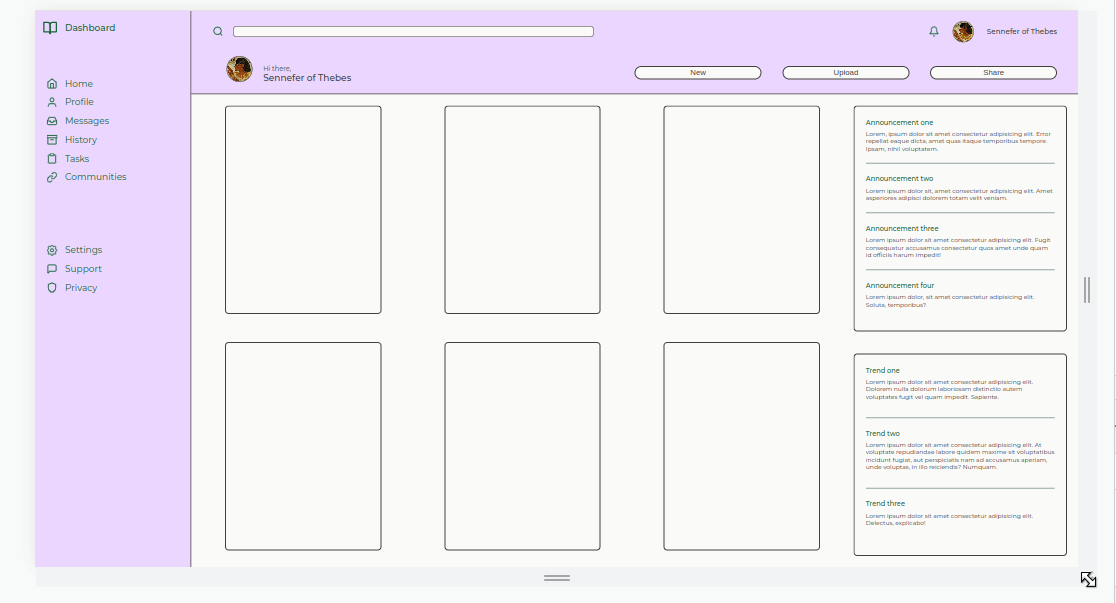 Dashboard
Home
Profile
Messages
History
Tasks
Communities
Settings
Support
Privacy
Sennefer of Thebes
Hi there,
Sennefer of Thebes
New
Upload
Share
Announcement one
Lorem, ipsum dolor sit amet consectetur adipisicing elit. Error
repellat eaque dicta, amet quas itaque temporibus tempore.
Ipsam, nihil voluptatem.
Announcement two
Lorem ipsum dolor sit, amet consectetur adipisicing elit. Amet
asperiores adipisci dolorem totam velit veniam.
Announcement three
Lorem ipsum dolor sit amet consectetur adipisicing elit. Fugit
consequatur accusamus consectetur quos amet unde quam
id officiis harum impedit!
Announcement four
Lorem ipsum dolor, sit amet consectetur adipisicing elit.
Soluta, temporibus?
Trend one
Lorem ipsum dolor sit amet consectetur adipisicing elit.
Dolorem nulla dolorum laboriosam distinctio autem
voluptates fugit vel quam impedit. Sapiente.
Trend two
Lorem ipsum dolor sit amet consectetur adipisicing elit. At
voluptate repudiandae labore quidem maxime sit voluptatibus
incidunt fugiat, aut perspiciatis nam ad accusamus aperiam,
unde voluptas, in illo reiciendis? Numquam.
Trend three
Lorem ipsum dolor sit amet consectetur adipisicing elit.
Delectus, explicabo!